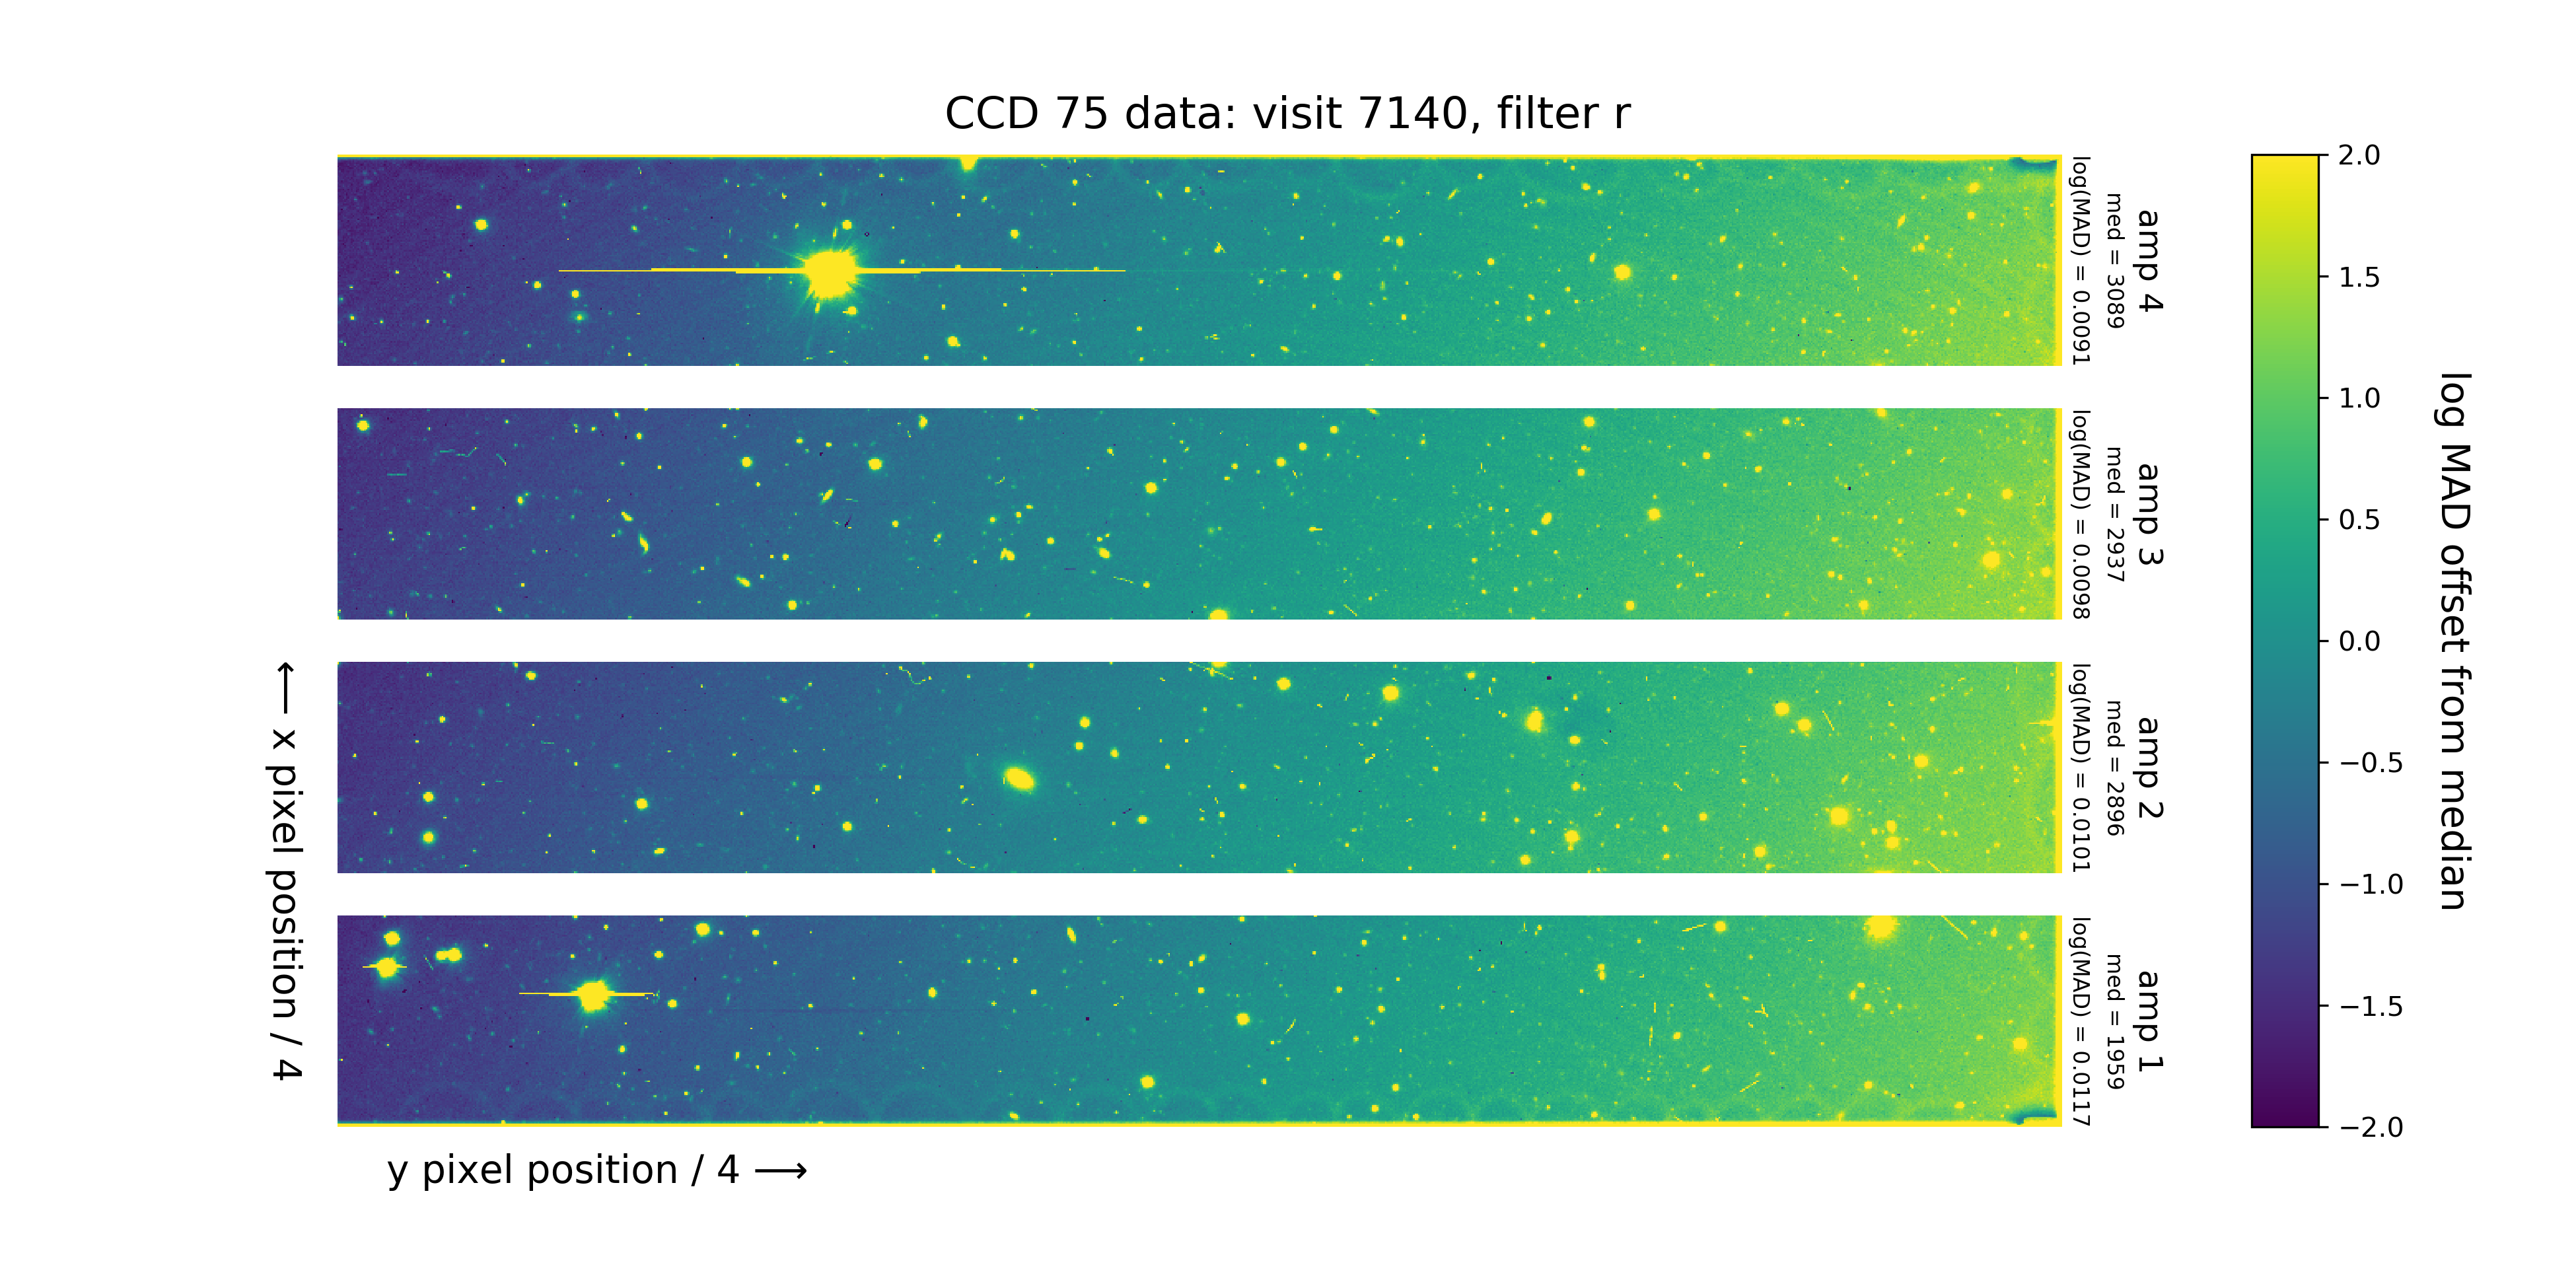 CCD 75 data: visit 7140, filter r
amp 4
med = 3089
log(MAD) = 0.0091
amp 3
med = 2937
log(MAD) = 0.0098
amp 2
med = 2896
log(MAD) = 0.0101
amp 1
med = 1959
log(MAD) = 0.0117
⟵ x pixel position / 4
y pixel position / 4 ⟶
2.0
1.5
1.0
0.5
0.0
−0.5
−1.0
−1.5
−2.0
log MAD offset from median